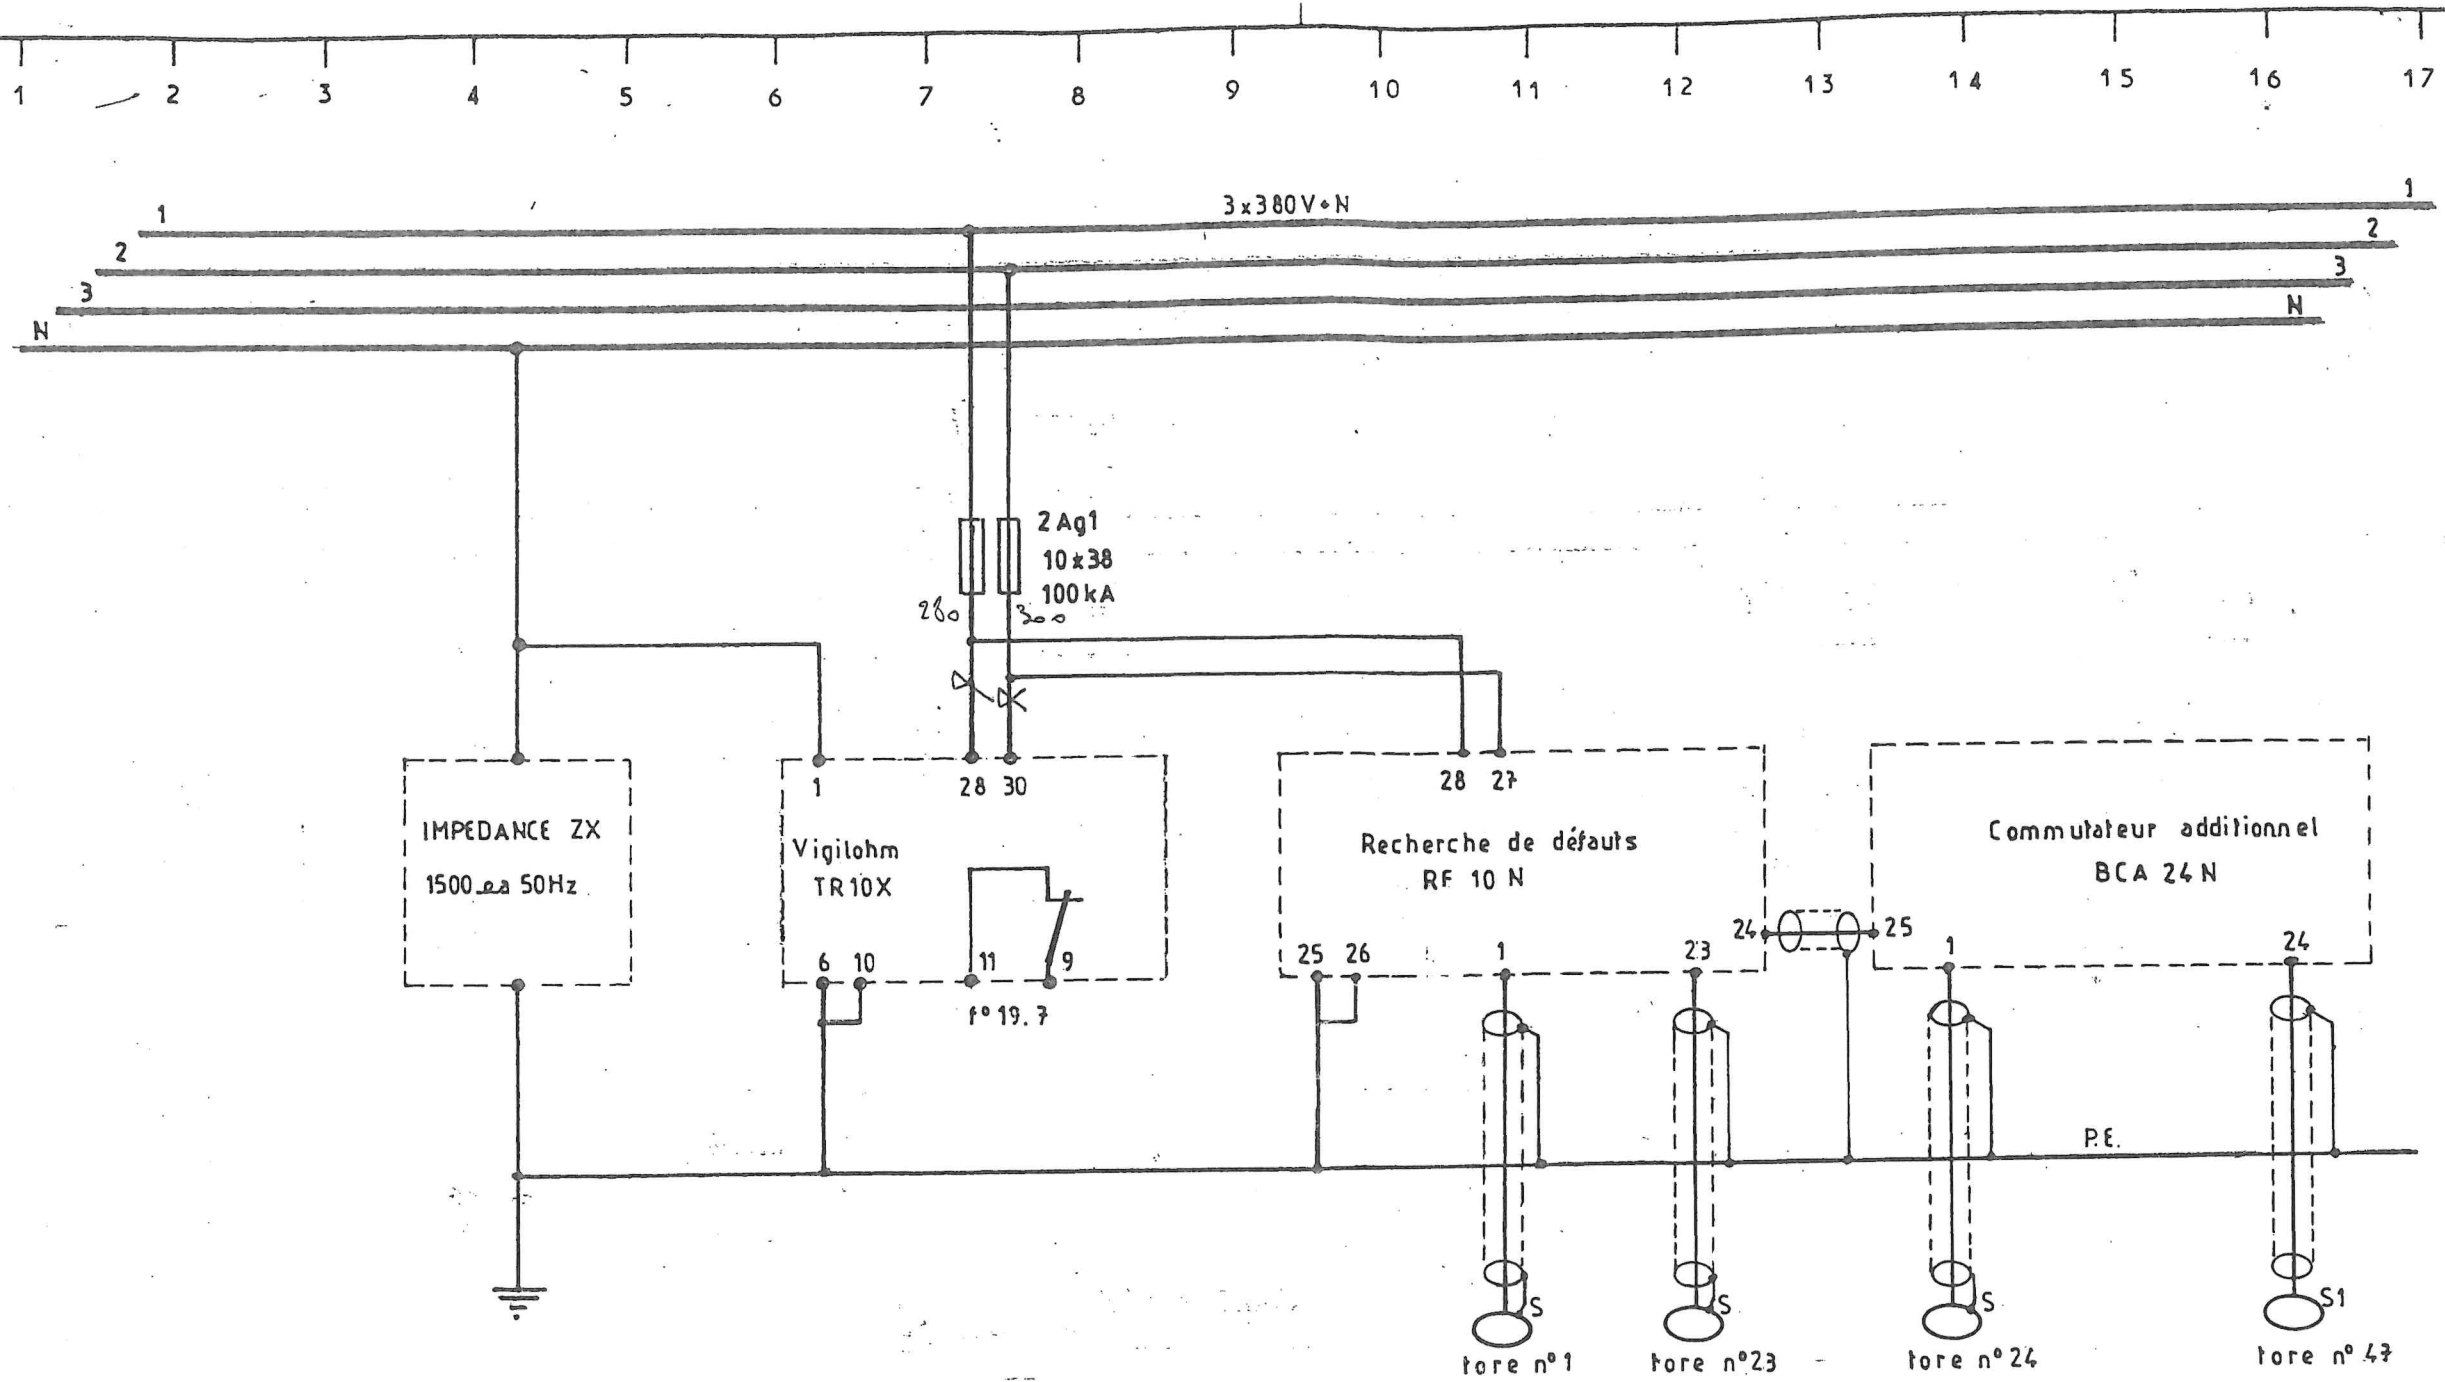 1 2 3 4 5 6 7 8 9 10 11 12 13 14 15 16 17
3x380V+N
1 1
2 2
3 3
N N
2Ag1
10x38
100kA
280 300
1 28 30
28 27
IMPEDANCE ZX
1500 Ω à 50Hz
Vigilohm
TR10X
Recherche de défauts
RF 10 N
Commutateur additionnel
BCA 24N
24 25
6 10 11 9
25 26 1 23
1 24
f° 19.7
P.E.
S S S S1
tore n°1 tore n°23 tore n°24 tore n° 47